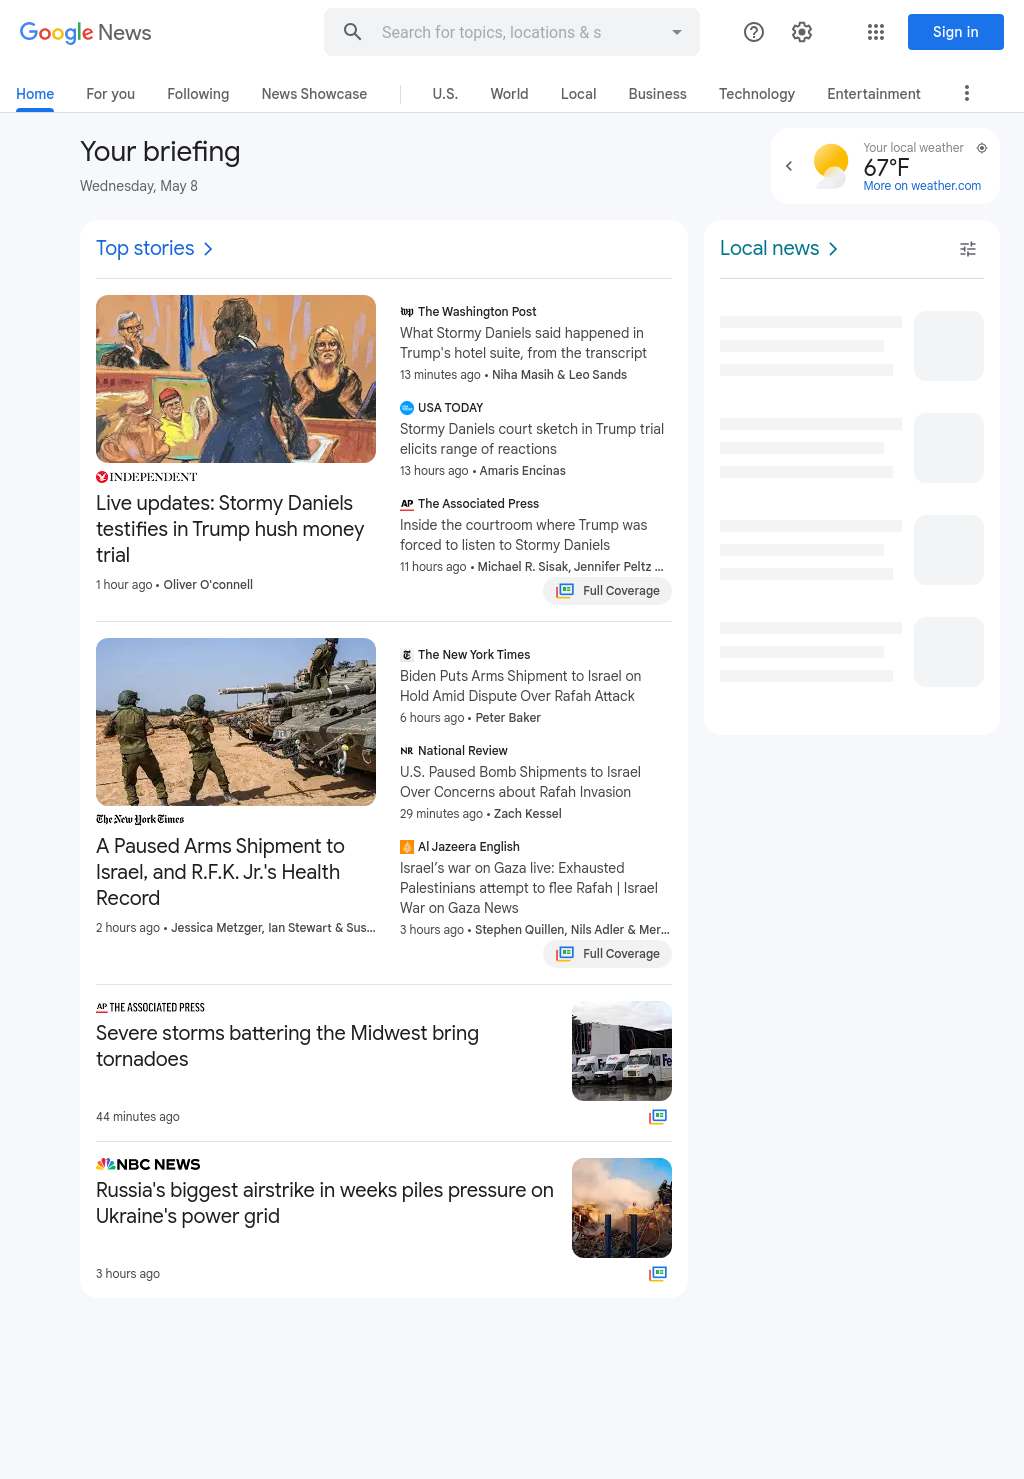 Google News
Search for topics, locations & s
Sign in
Home
For you
Following
News Showcase
U.S.
World
Local
Business
Technology
Entertainment
Your briefing
Wednesday, May 8
Your local weather
67°F
More on weather.com
Top stories
INDEPENDENT
Live updates: Stormy Daniels
testifies in Trump hush money
trial
1 hour ago • Oliver O'connell
The Washington Post
What Stormy Daniels said happened in
Trump's hotel suite, from the transcript
13 minutes ago • Niha Masih & Leo Sands
USA TODAY
Stormy Daniels court sketch in Trump trial
elicits range of reactions
13 hours ago • Amaris Encinas
AP The Associated Press
Inside the courtroom where Trump was
forced to listen to Stormy Daniels
11 hours ago • Michael R. Sisak, Jennifer Peltz ...
Full Coverage
The New York Times
A Paused Arms Shipment to
Israel, and R.F.K. Jr.'s Health
Record
2 hours ago • Jessica Metzger, Ian Stewart & Sus...
The New York Times
Biden Puts Arms Shipment to Israel on
Hold Amid Dispute Over Rafah Attack
6 hours ago • Peter Baker
NR National Review
U.S. Paused Bomb Shipments to Israel
Over Concerns about Rafah Invasion
29 minutes ago • Zach Kessel
Al Jazeera English
Israel’s war on Gaza live: Exhausted
Palestinians attempt to flee Rafah | Israel
War on Gaza News
3 hours ago • Stephen Quillen, Nils Adler & Mer...
Full Coverage
AP THE ASSOCIATED PRESS
Severe storms battering the Midwest bring
tornadoes
44 minutes ago
NBC NEWS
Russia's biggest airstrike in weeks piles pressure on
Ukraine's power grid
3 hours ago
Local news